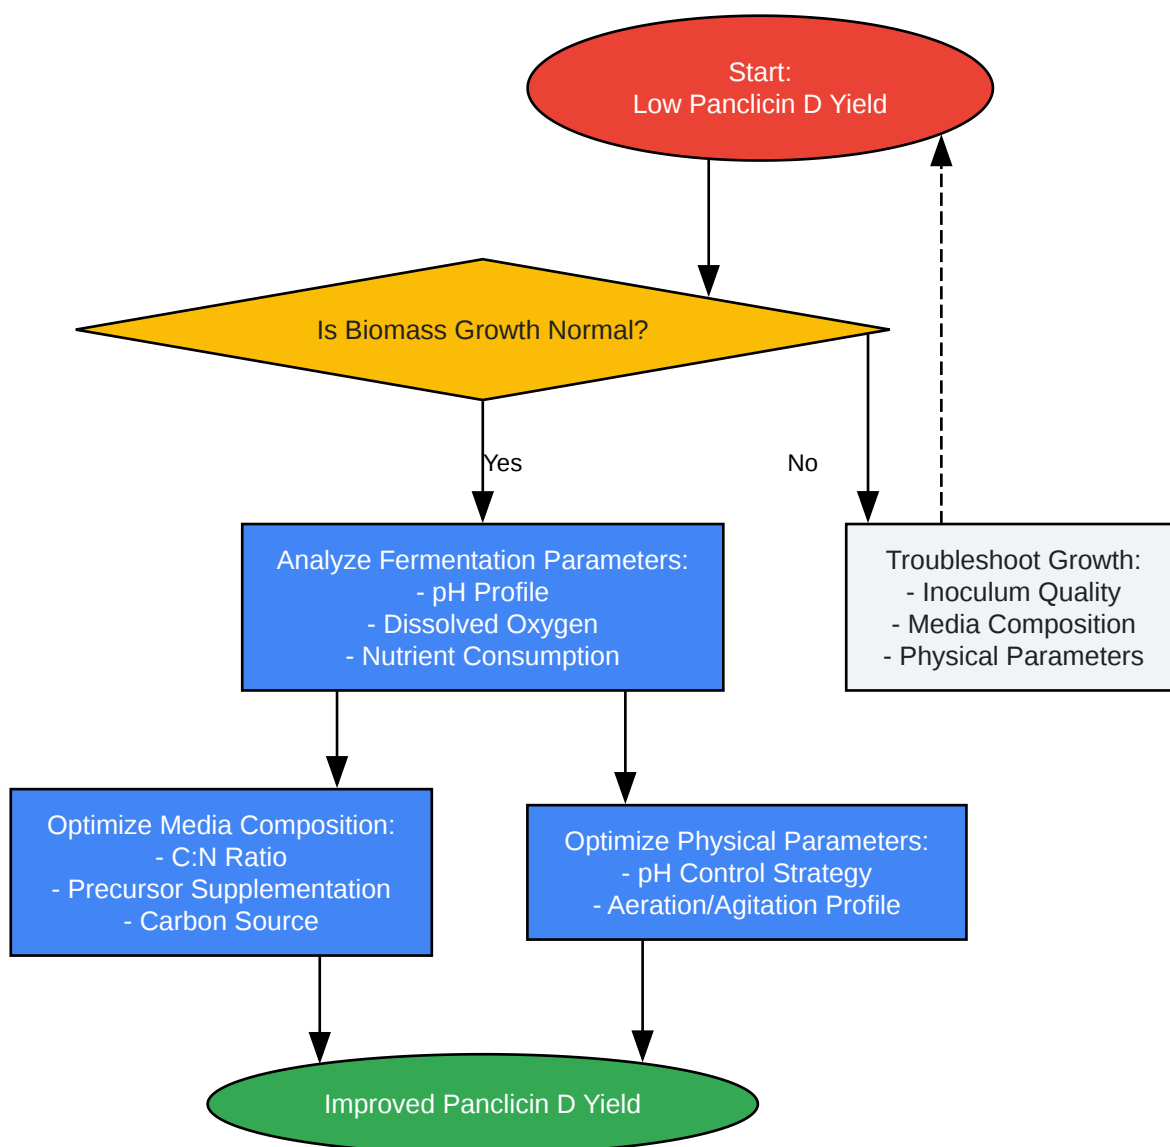 Start:
Low Panclicin D Yield
Is Biomass Growth Normal?
Yes
No
Analyze Fermentation Parameters:
- pH Profile
- Dissolved Oxygen
- Nutrient Consumption
Troubleshoot Growth:
- Inoculum Quality
- Media Composition
- Physical Parameters
Optimize Media Composition:
- C:N Ratio
- Precursor Supplementation
- Carbon Source
Optimize Physical Parameters:
- pH Control Strategy
- Aeration/Agitation Profile
Improved Panclicin D Yield